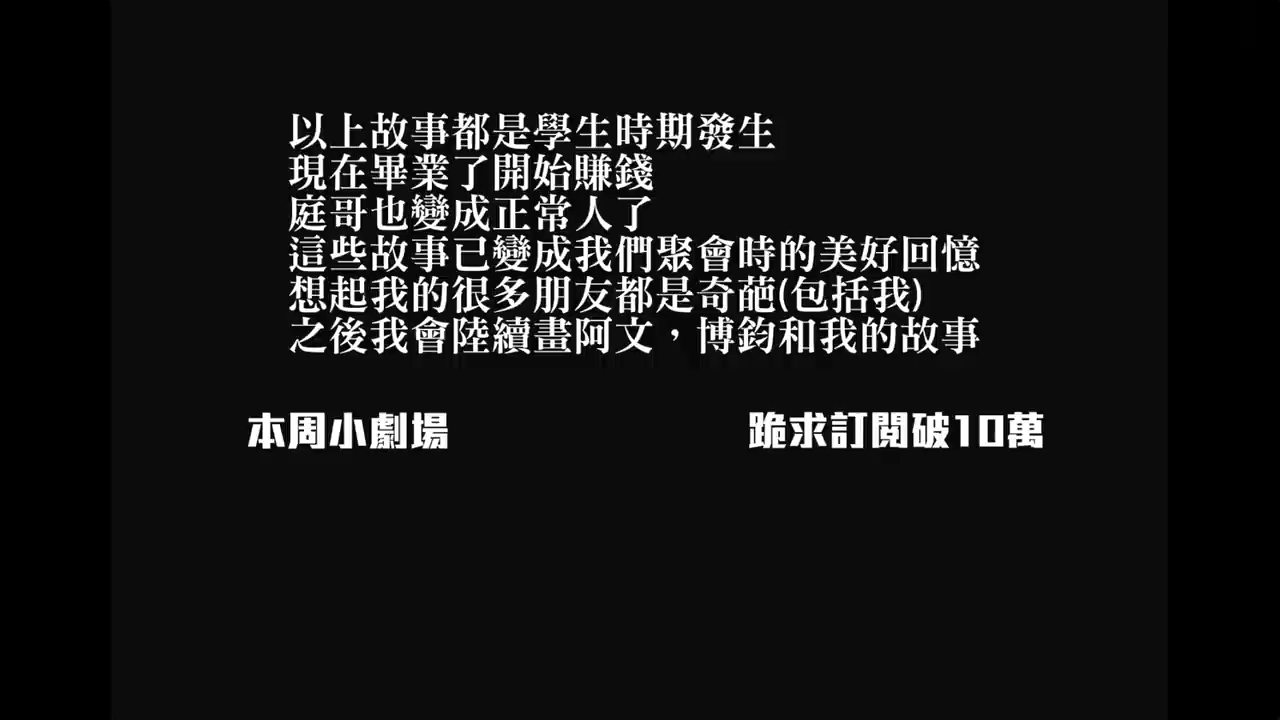 以上故事都是學生時期發生
現在畢業了開始賺錢
庭哥也變成正常人了
這些故事已變成我們聚會時的美好回憶
想起我的很多朋友都是奇葩(包括我)
之後我會陸續畫阿文，博鈞和我的故事
本周小劇場
跪求訂閱破10萬